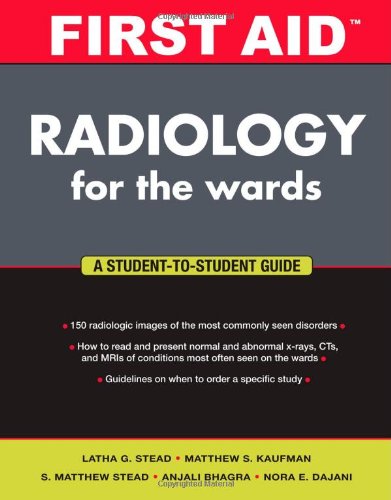 FIRST AID™
RADIOLOGY
for the wards
A STUDENT-TO-STUDENT GUIDE
• 150 radiologic images of the most commonly seen disorders •
• How to read and present normal and abnormal x-rays, CTs,
and MRIs of conditions most often seen on the wards •
• Guidelines on when to order a specific study •
LATHA G. STEAD • MATTHEW S. KAUFMAN
S. MATTHEW STEAD • ANJALI BHAGRA • NORA E. DAJANI